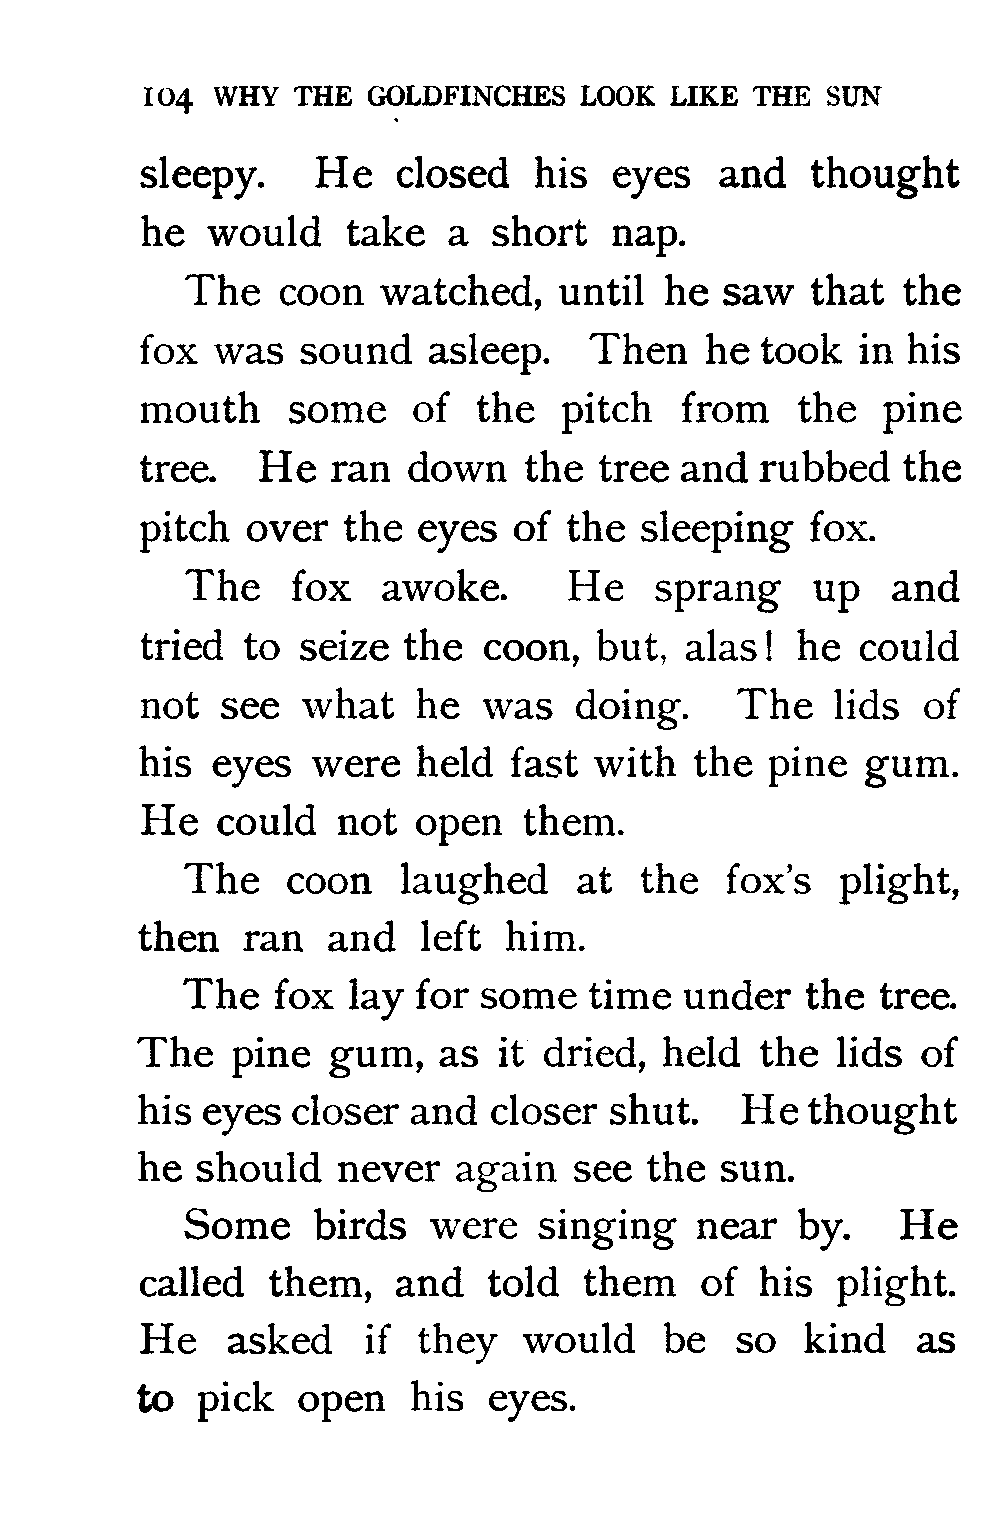 104 WHY THE GOLDFINCHES LOOK LIKE THE SUN
sleepy. He closed his eyes and thought
he would take a short nap.
The coon watched, until he saw that the
fox was sound asleep. Then he took in his
mouth some of the pitch from the pine
tree. He ran down the tree and rubbed the
pitch over the eyes of the sleeping fox.
The fox awoke. He sprang up and
tried to seize the coon, but, alas! he could
not see what he was doing. The lids of
his eyes were held fast with the pine gum.
He could not open them.
The coon laughed at the fox's plight,
then ran and left him.
The fox lay for some time under the tree.
The pine gum, as it dried, held the lids of
his eyes closer and closer shut. He thought
he should never again see the sun.
Some birds were singing near by. He
called them, and told them of his plight.
He asked if they would be so kind as
to pick open his eyes.